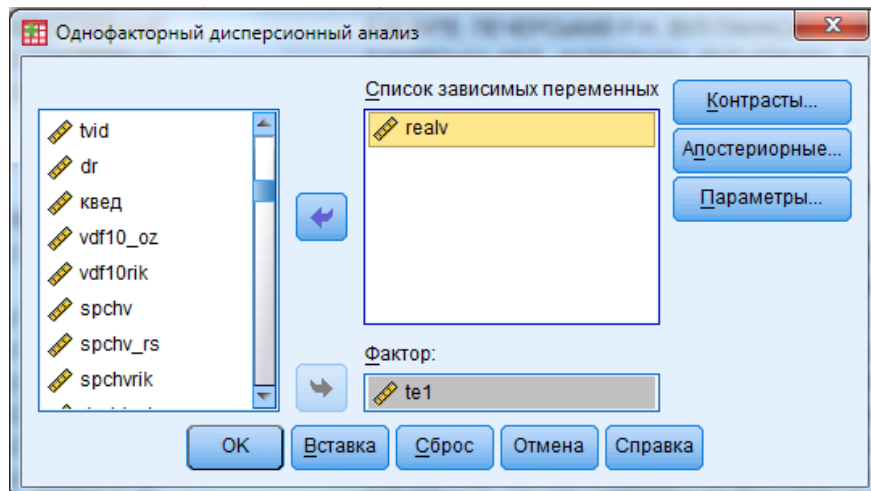 Однофакторный дисперсионный анализ
Список зависимых переменных
tvid
dr
квед
vdf10_oz
vdf10rik
spchv
spchv_rs
spchvrik
realv
Контрасты...
Апостериорные...
Параметры...
Фактор:
te1
OK
Вставка
Сброс
Отмена
Справка